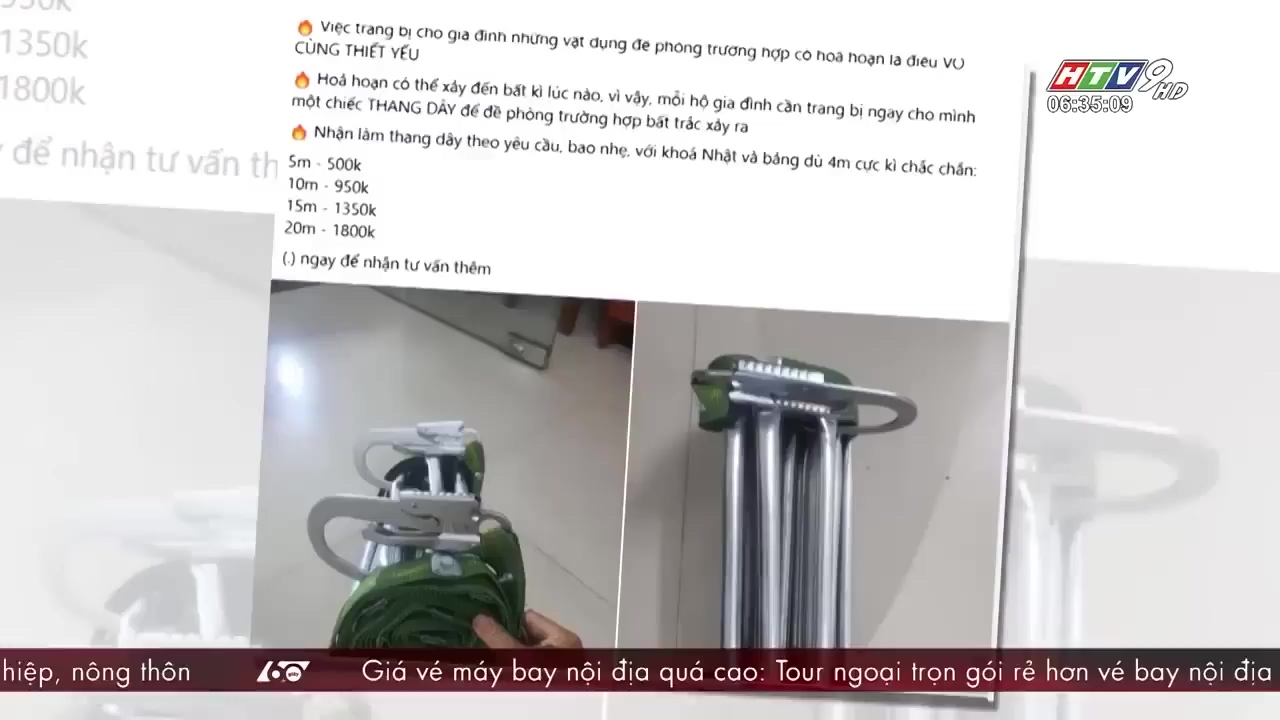 950k
1350k
1800k
để nhận tư vấn th
🔥 Việc trang bị cho gia đình những vật dụng để phòng trường hợp có hoả hoạn là điều VÔ
CÙNG THIẾT YẾU
🔥 Hoả hoạn có thể xảy đến bất kì lúc nào, vì vậy, mỗi hộ gia đình cần trang bị ngay cho mình
một chiếc THANG DÂY để đề phòng trường hợp bất trắc xảy ra
🔥 Nhận làm thang dây theo yêu cầu, bao nhẹ, với khoá Nhật và bảng dù 4m cực kì chắc chắn:
5m - 500k
10m - 950k
15m - 1350k
20m - 1800k
(.) ngay để nhận tư vấn thêm
HTV9 HD
06:35:09
hiệp, nông thôn
60 giây
Giá vé máy bay nội địa quá cao: Tour ngoại trọn gói rẻ hơn vé bay nội địa